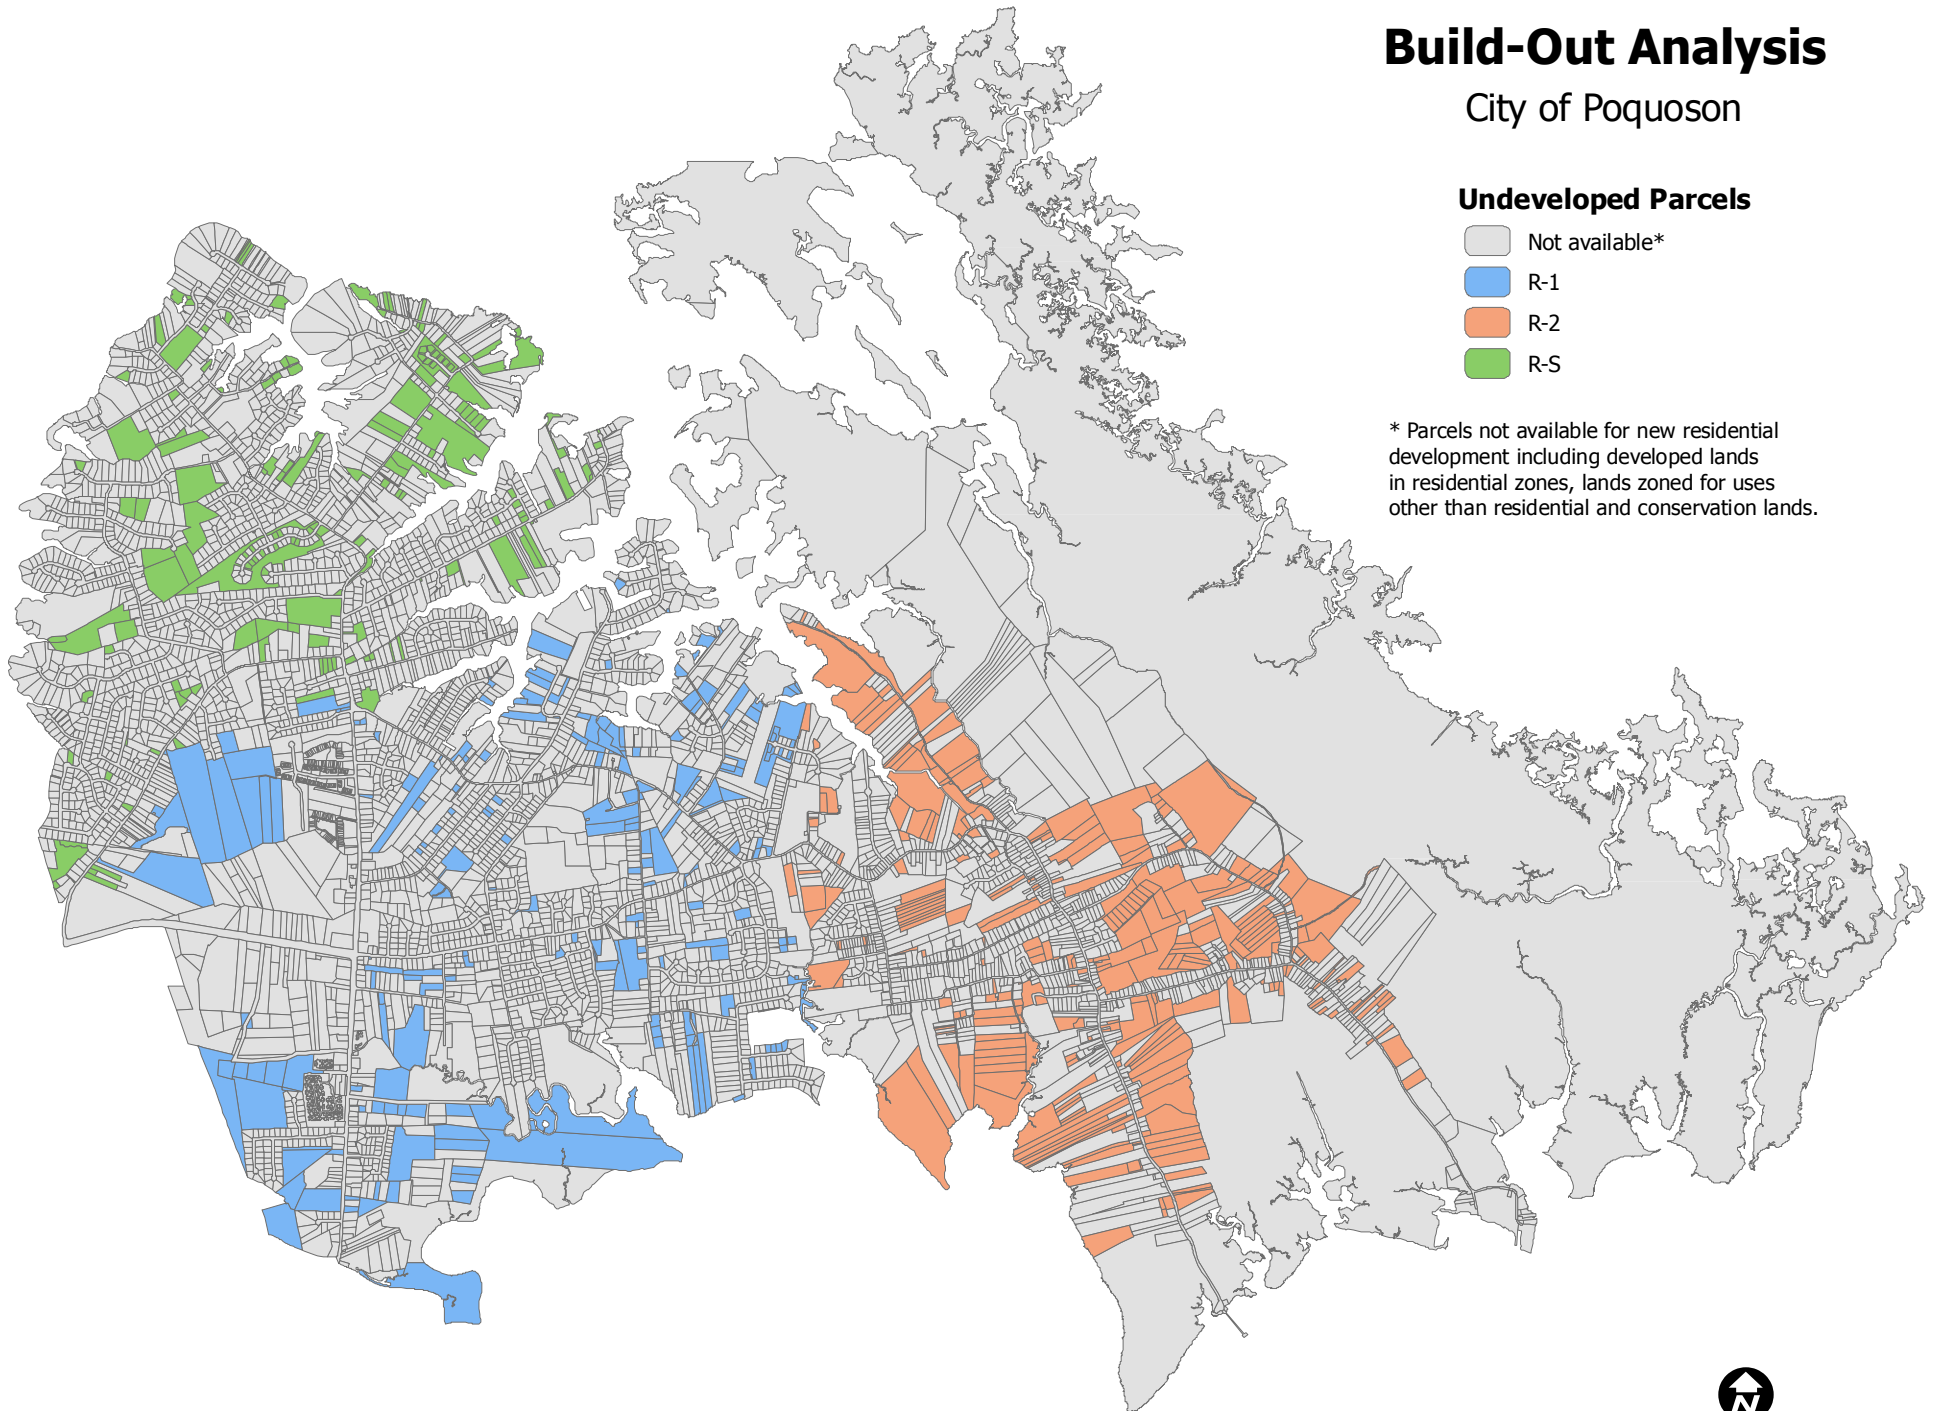 Build-Out Analysis
City of Poquoson
Undeveloped Parcels
Not available*
R-1
R-2
R-S
* Parcels not available for new residential
development including developed lands
in residential zones, lands zoned for uses
other than residential and conservation lands.
N